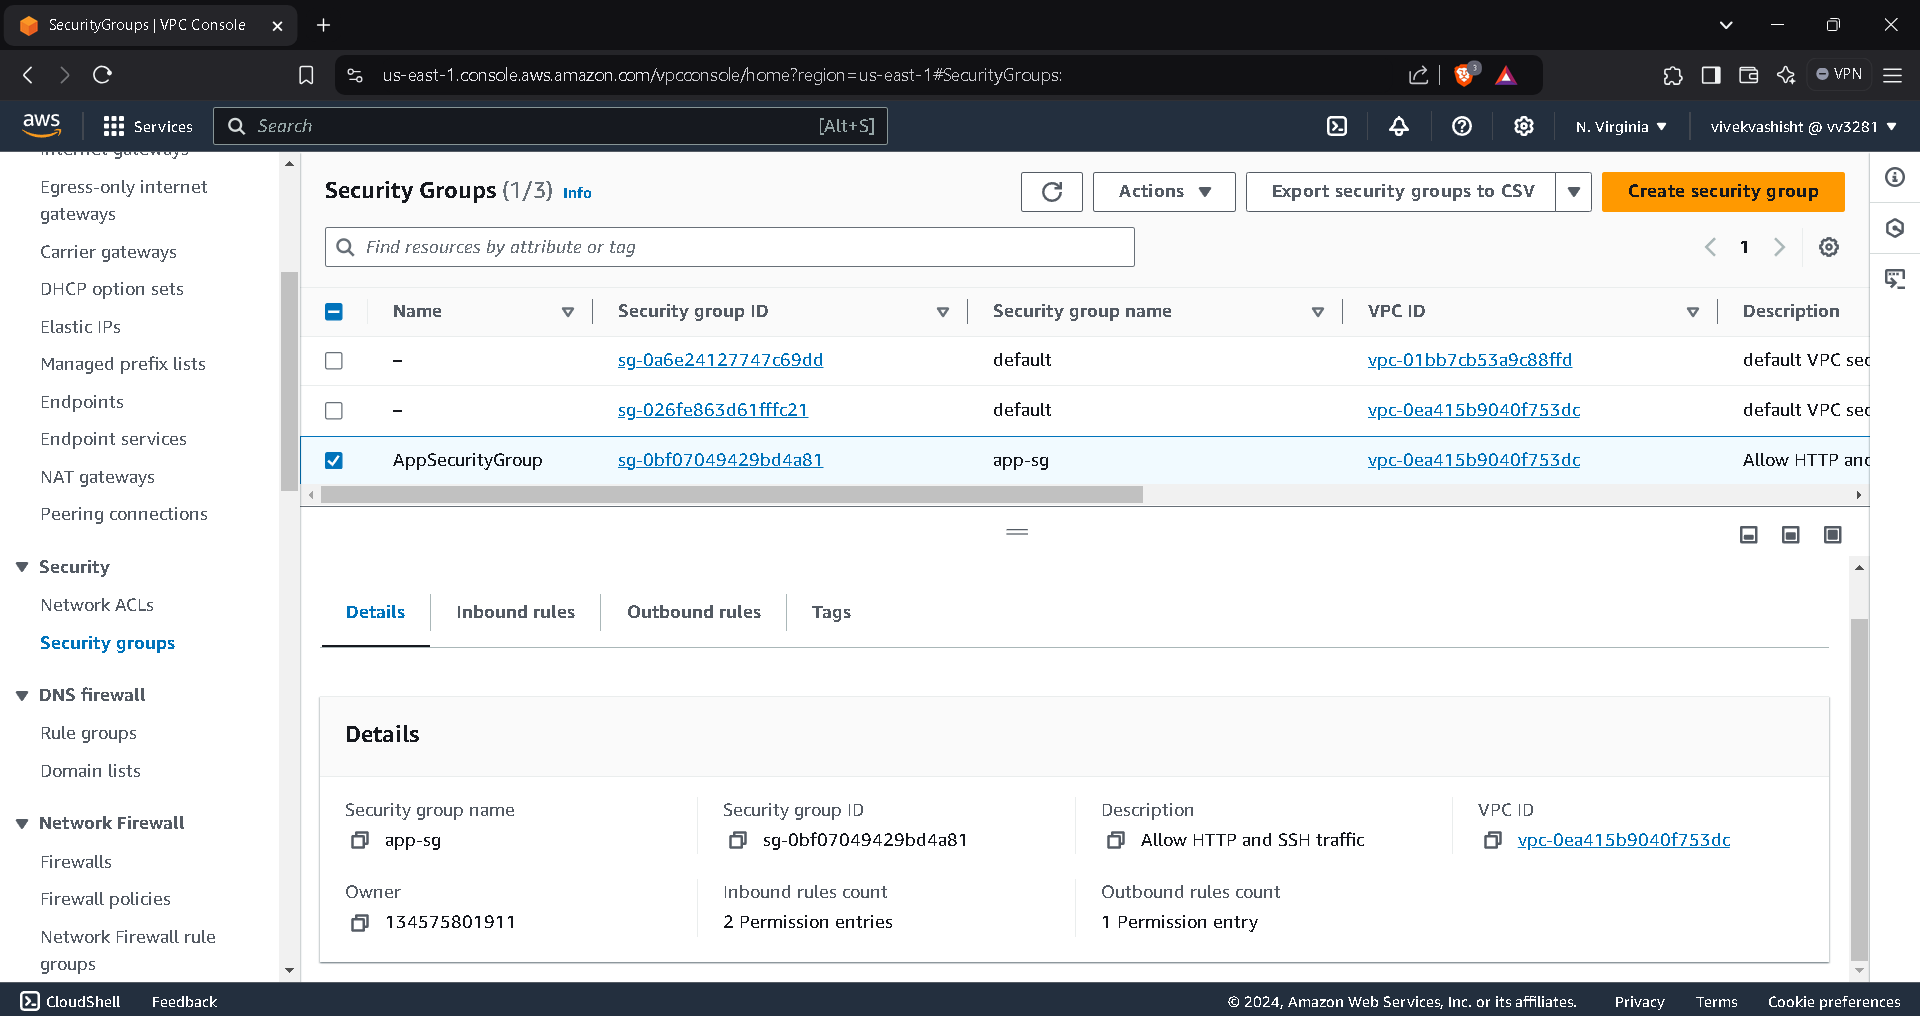 SecurityGroups | VPC Console
us-east-1.console.aws.amazon.com/vpcconsole/home?region=us-east-1#SecurityGroups:
3
VPN
aws
Services
Search
[Alt+S]
N. Virginia
vivekvashisht @ vv3281
Internet gateways
Egress-only internet
gateways
Carrier gateways
DHCP option sets
Elastic IPs
Managed prefix lists
Endpoints
Endpoint services
NAT gateways
Peering connections
Security
Network ACLs
Security groups
DNS firewall
Rule groups
Domain lists
Network Firewall
Firewalls
Firewall policies
Network Firewall rule
groups
Security Groups (1/3) Info
Actions
Export security groups to CSV
Create security group
Find resources by attribute or tag
1
Name Security group ID Security group name VPC ID Description
– sg-0a6e24127747c69dd default vpc-01bb7cb53a9c88ffd default VPC sec
– sg-026fe863d61fffc21 default vpc-0ea415b9040f753dc default VPC sec
AppSecurityGroup sg-0bf07049429bd4a81 app-sg vpc-0ea415b9040f753dc Allow HTTP and
Details Inbound rules Outbound rules Tags
Details
Security group name
app-sg
Security group ID
sg-0bf07049429bd4a81
Description
Allow HTTP and SSH traffic
VPC ID
vpc-0ea415b9040f753dc
Owner
134575801911
Inbound rules count
2 Permission entries
Outbound rules count
1 Permission entry
CloudShell Feedback
© 2024, Amazon Web Services, Inc. or its affiliates. Privacy Terms Cookie preferences